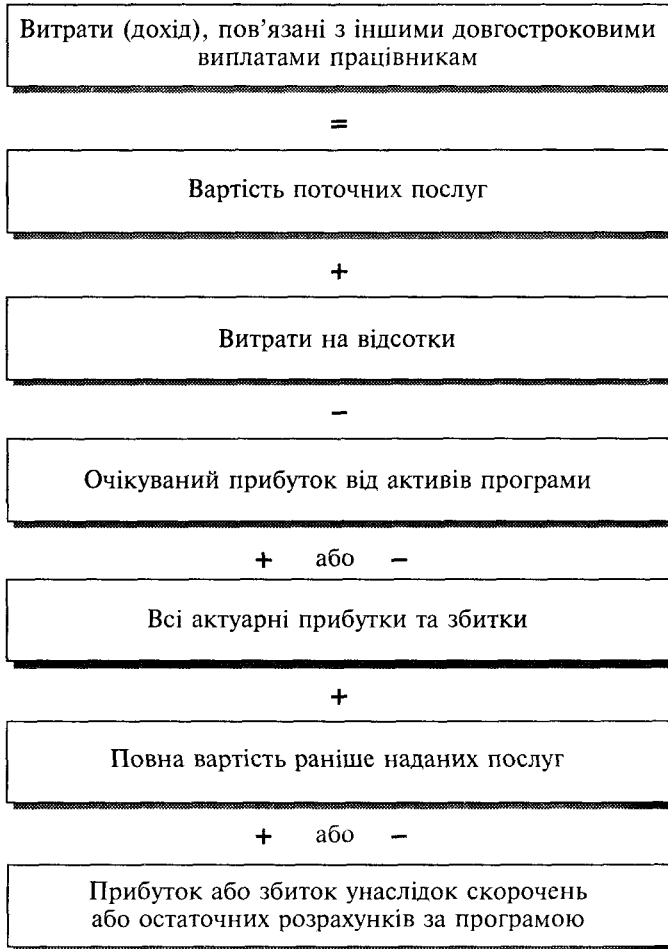 Витрати (дохід), пов’язані з іншими довгостроковими
виплатами працівникам
=
Вартість поточних послуг
+
Витрати на відсотки
–
Очікуваний прибуток від активів програми
+ або –
Всі актуарні прибутки та збитки
+
Повна вартість раніше наданих послуг
+ або –
Прибуток або збиток унаслідок скорочень
або остаточних розрахунків за програмою